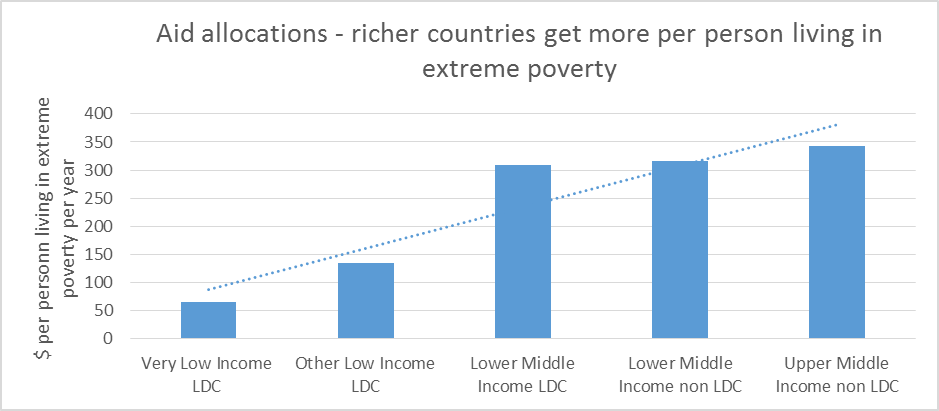 Aid allocations - richer countries get more per person living in
extreme poverty
$ per personn living in extreme
poverty per year
400
350
300
250
200
150
100
50
0
Very Low Income
LDC
Other Low Income
LDC
Lower Middle
Income LDC
Lower Middle
Income non LDC
Upper Middle
Income non LDC